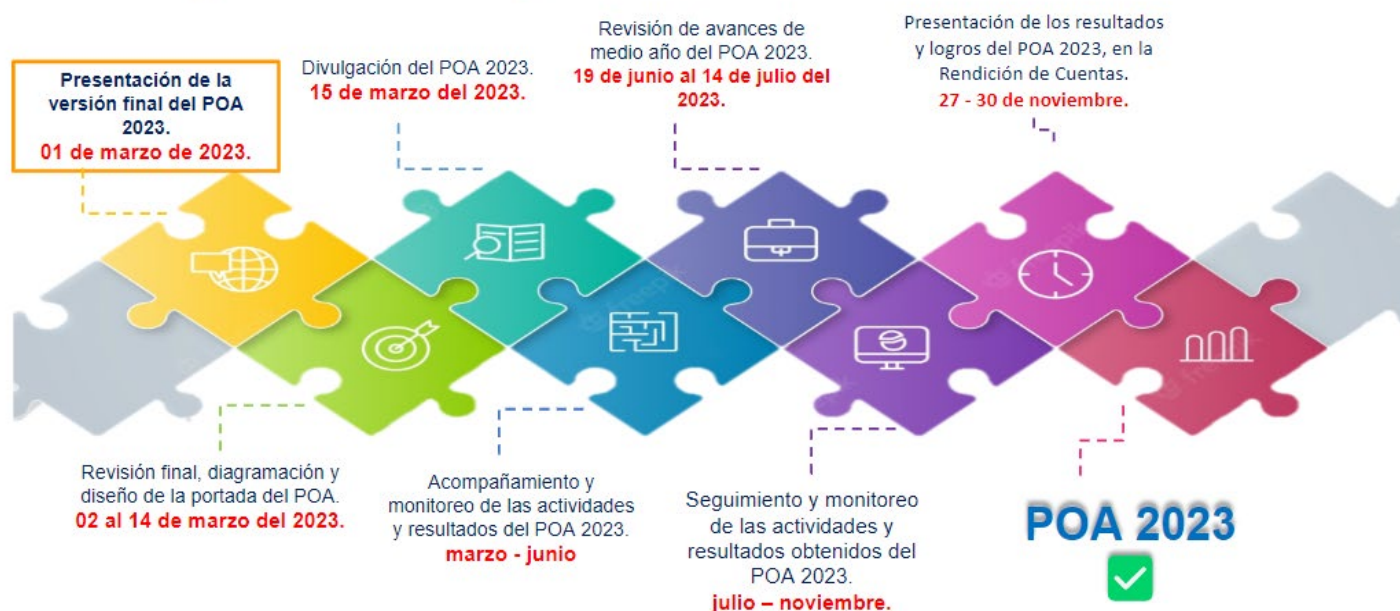 Presentación de la
versión final del POA
2023.
01 de marzo de 2023.
Revisión final, diagramación y
diseño de la portada del POA.
02 al 14 de marzo del 2023.
Divulgación del POA 2023.
15 de marzo del 2023.
Acompañamiento y
monitoreo de las actividades
y resultados del POA 2023.
marzo - junio
Revisión de avances de
medio año del POA 2023.
19 de junio al 14 de julio del
2023.
Seguimiento y monitoreo
de las actividades y
resultados obtenidos del
POA 2023.
julio – noviembre.
Presentación de los resultados
y logros del POA 2023, en la
Rendición de Cuentas.
27 - 30 de noviembre.
POA 2023